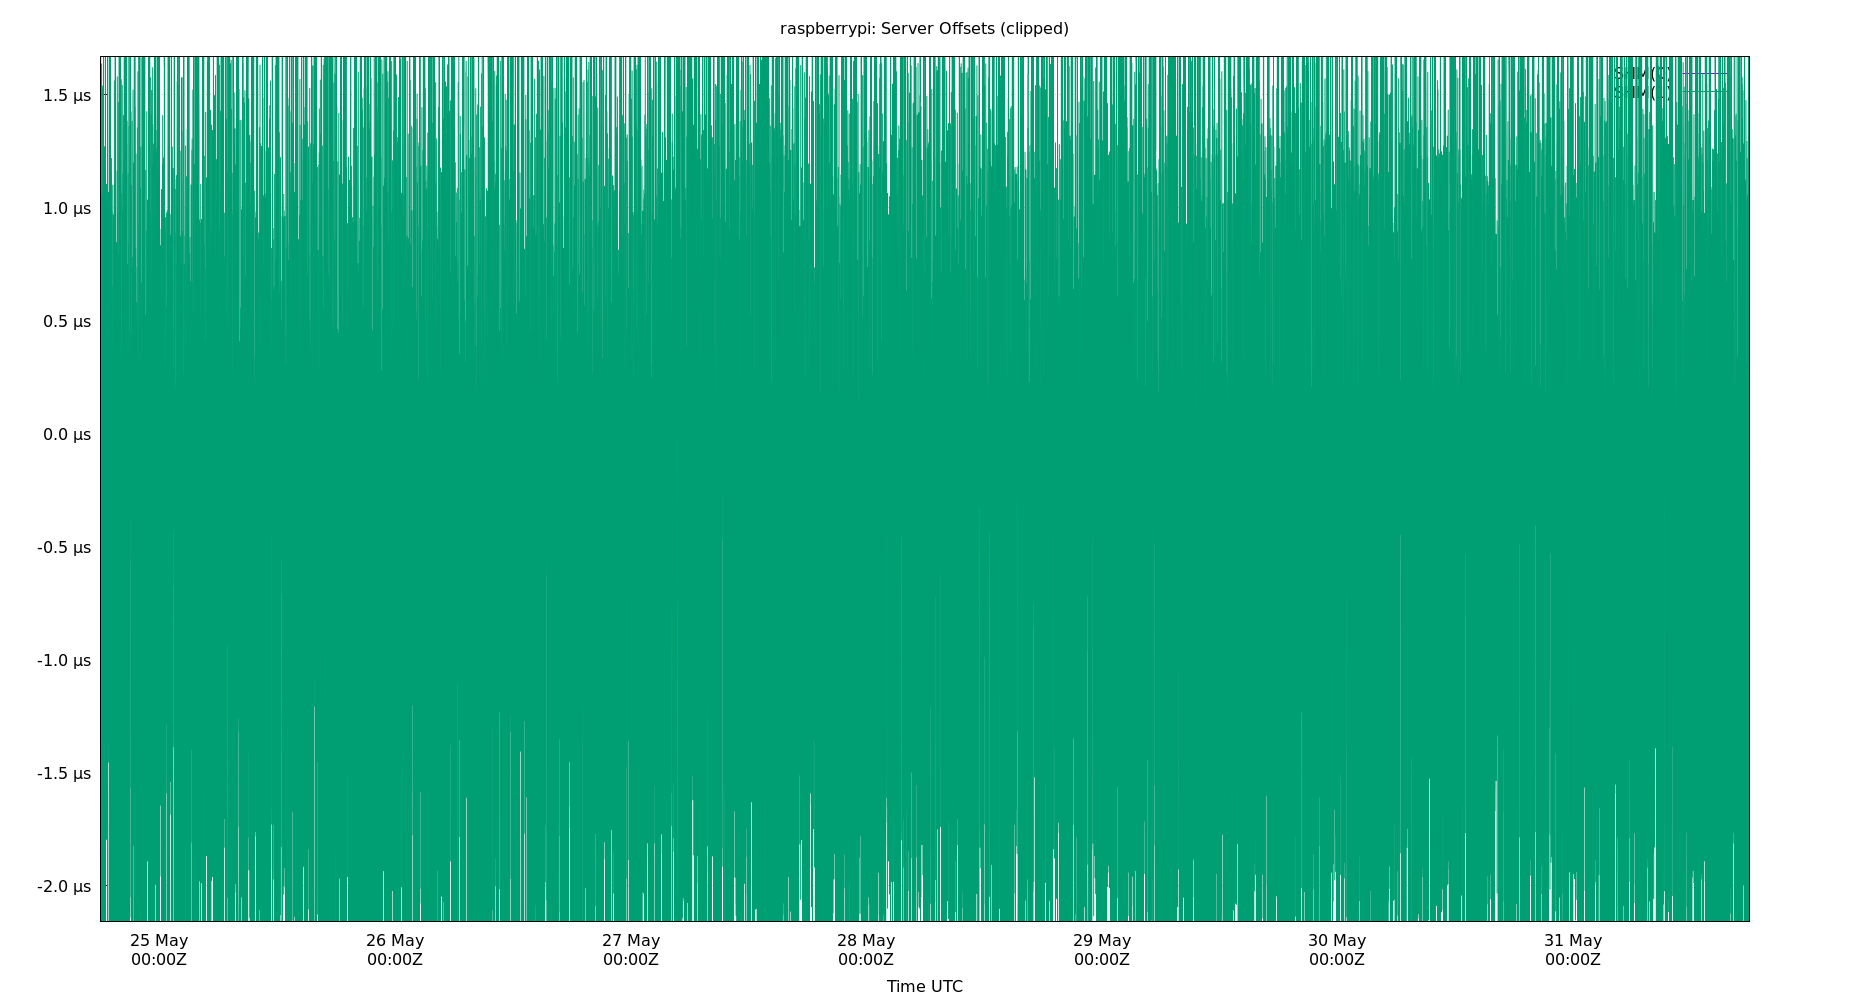 raspberrypi: Server Offsets (clipped)
1.5 µs
1.0 µs
0.5 µs
0.0 µs
-0.5 µs
-1.0 µs
-1.5 µs
-2.0 µs
25 May 26 May 27 May 28 May 29 May 30 May 31 May
00:00Z 00:00Z 00:00Z 00:00Z 00:00Z 00:00Z 00:00Z
Time UTC